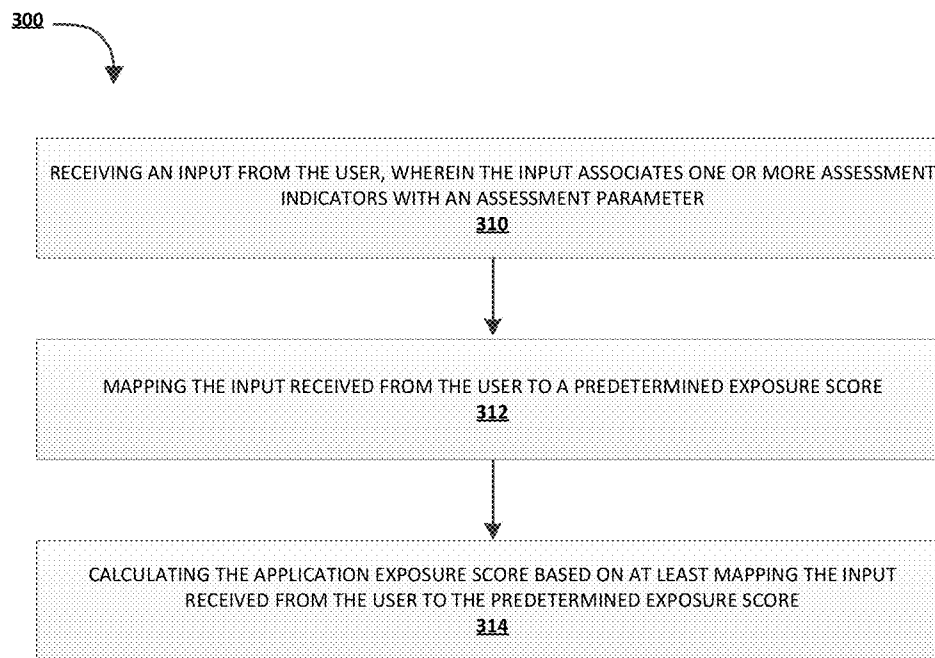 300
RECEIVING AN INPUT FROM THE USER, WHEREIN THE INPUT ASSOCIATES ONE OR MORE ASSESSMENT
INDICATORS WITH AN ASSESSMENT PARAMETER
310
MAPPING THE INPUT RECEIVED FROM THE USER TO A PREDETERMINED EXPOSURE SCORE
312
CALCULATING THE APPLICATION EXPOSURE SCORE BASED ON AT LEAST MAPPING THE INPUT
RECEIVED FROM THE USER TO THE PREDETERMINED EXPOSURE SCORE
314